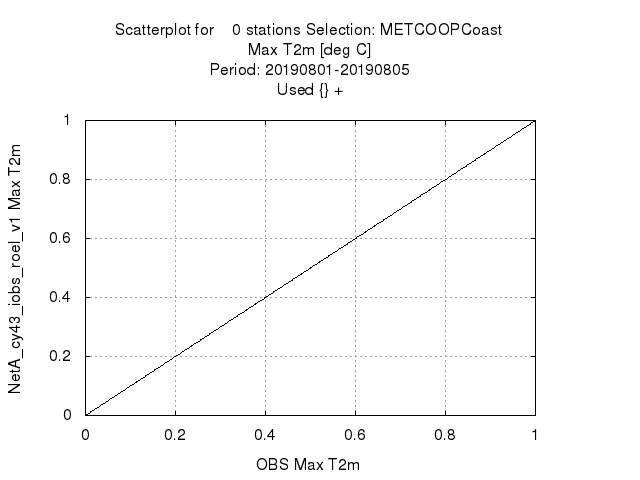 Scatterplot for    0 stations Selection: METCOOPCoast
Max T2m [deg C]
Period: 20190801-20190805
Used {} +
NetA_cy43_iobs_roel_v1 Max T2m
1
0.8
0.6
0.4
0.2
0
0 0.2 0.4 0.6 0.8 1
OBS Max T2m